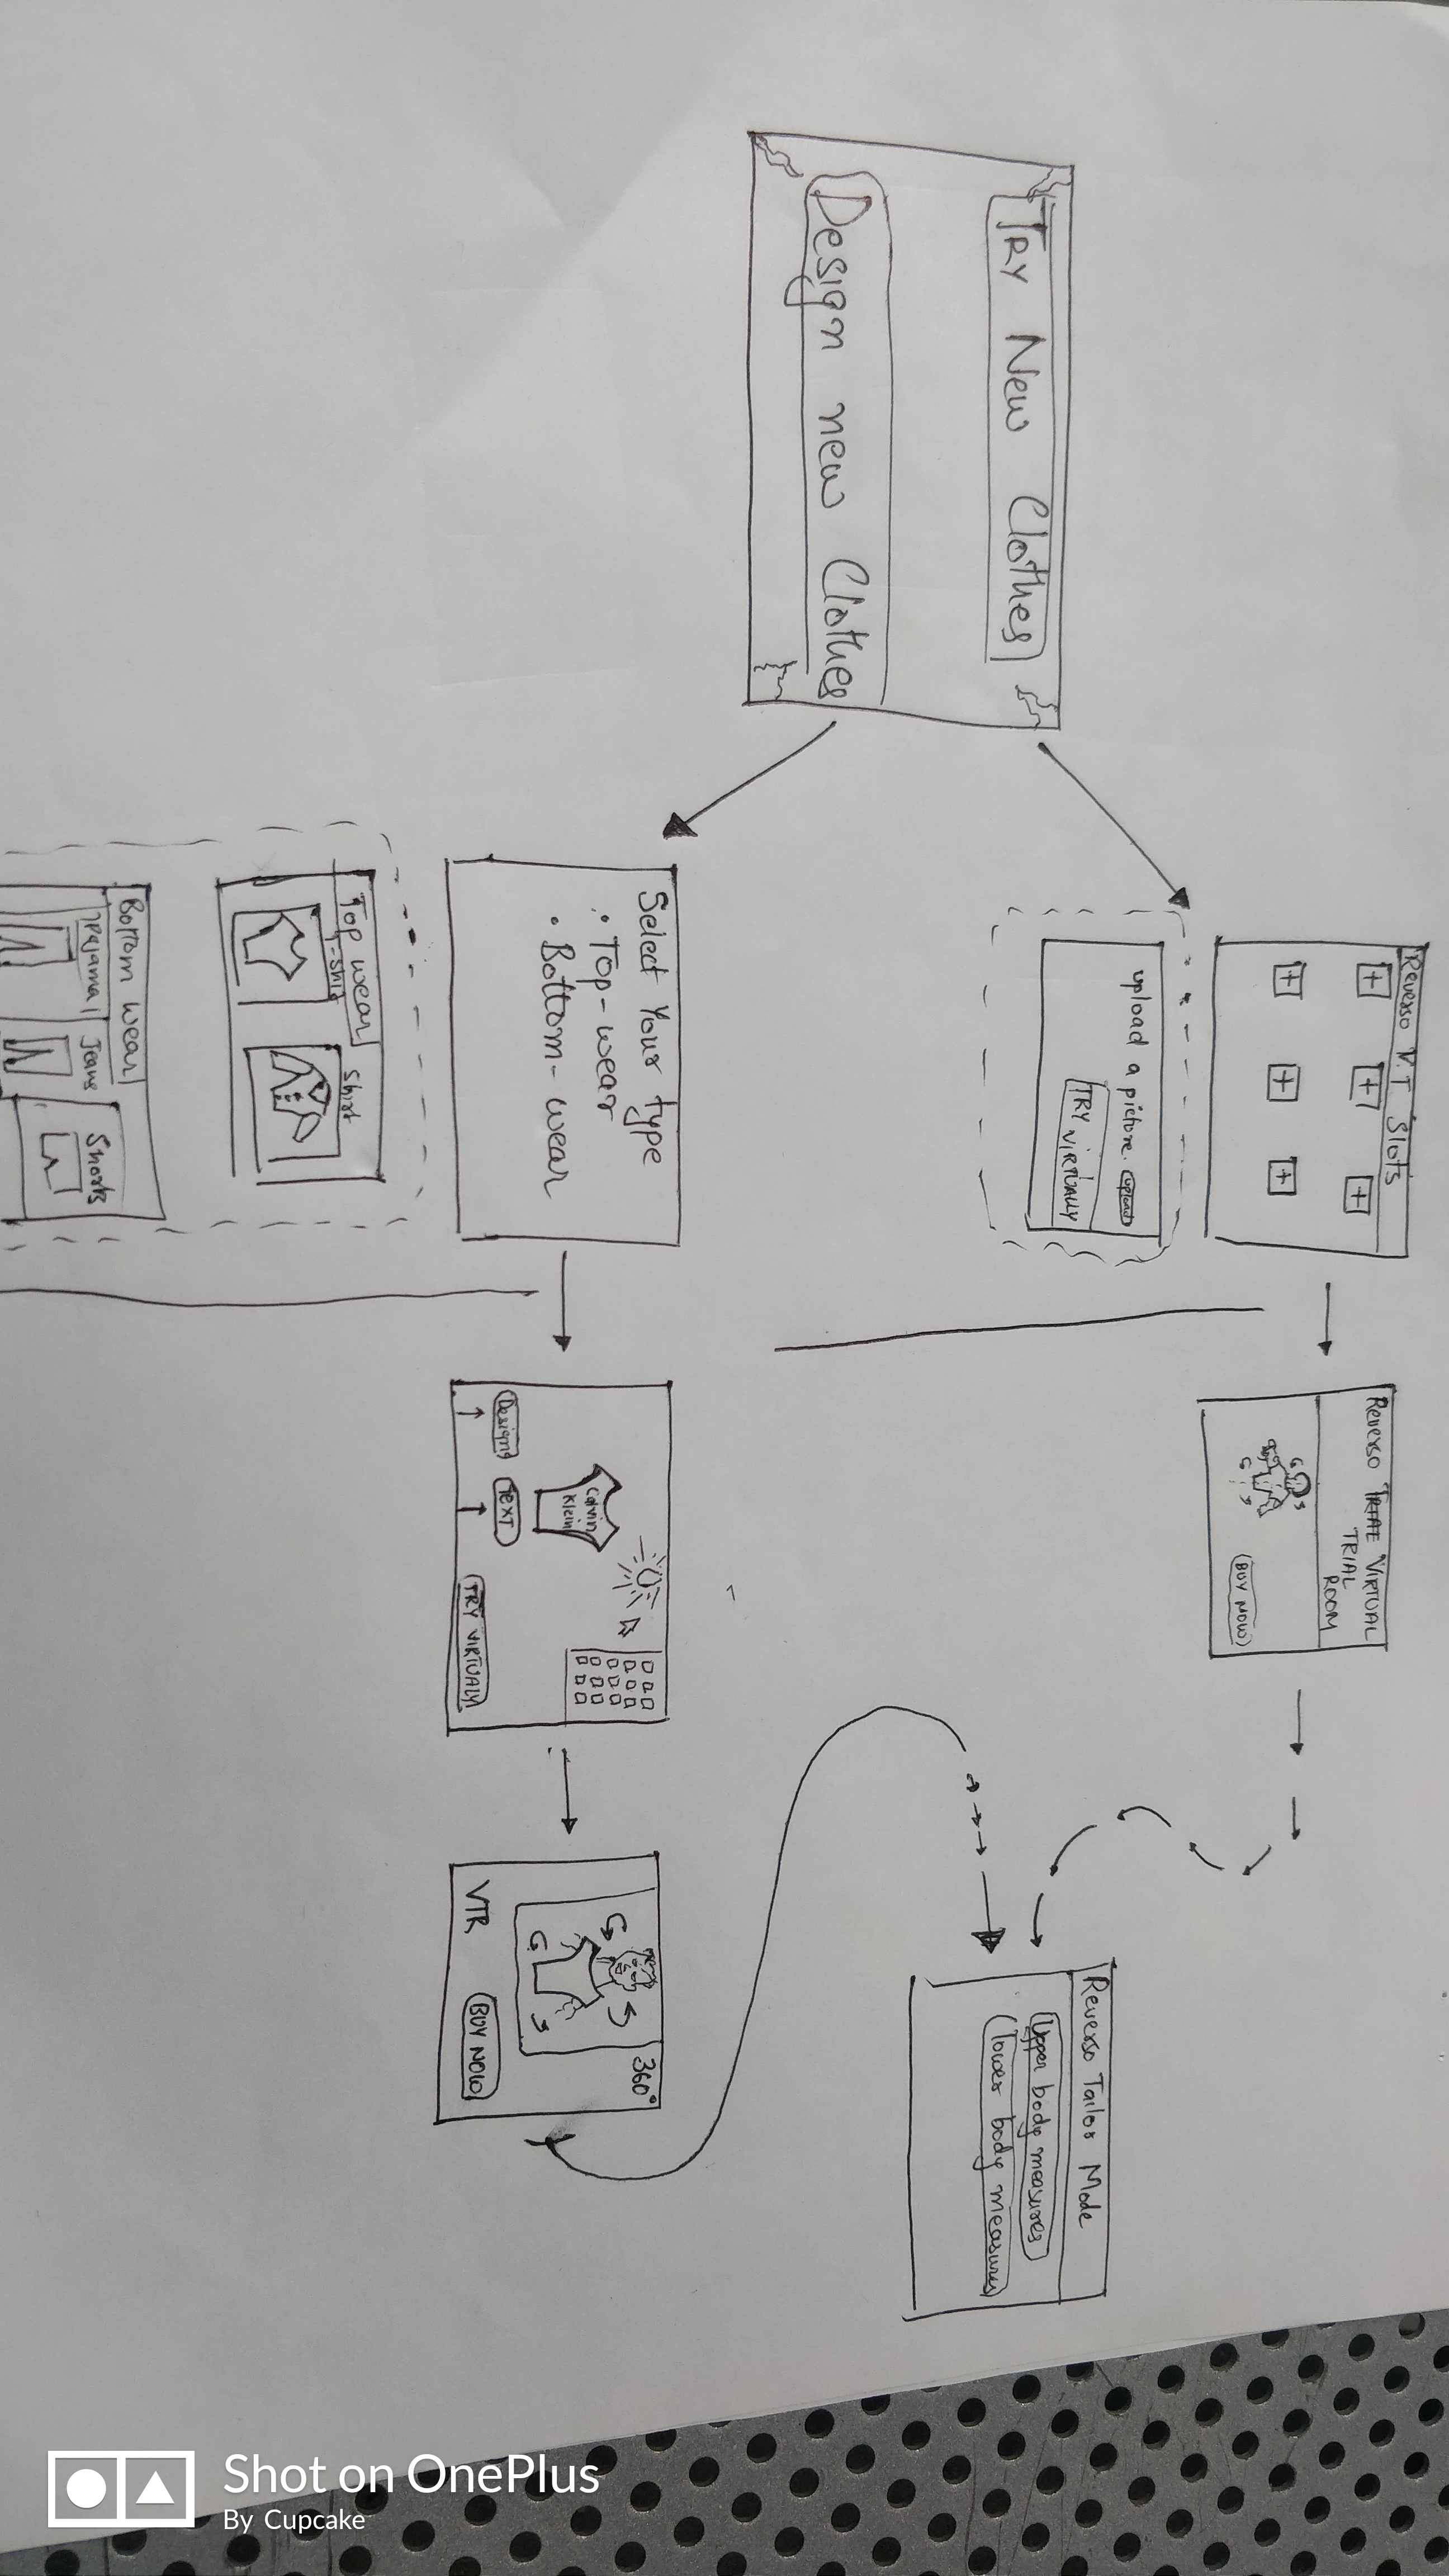 TRY New Clothes
Design new Clothes
Reverso V.T Slots
+ + +
+ + +
upload a picture. upload
TRY VIRTUALLY
Reverso VIRTUAL
TRIAL
ROOM
BUY NOW
Select Your type
• Top-wear
• Bottom-wear
Top wear
T-shirt
Shirt
Bottom wear
Pajama
Jeans
Shorts
Calvin
Klein
Design
TEXT
TRY VIRTUALY
360°
VTR
BUY NOW
Reverso Tailor Mode
Upper body measures
lower body measures
Shot on OnePlus
By Cupcake